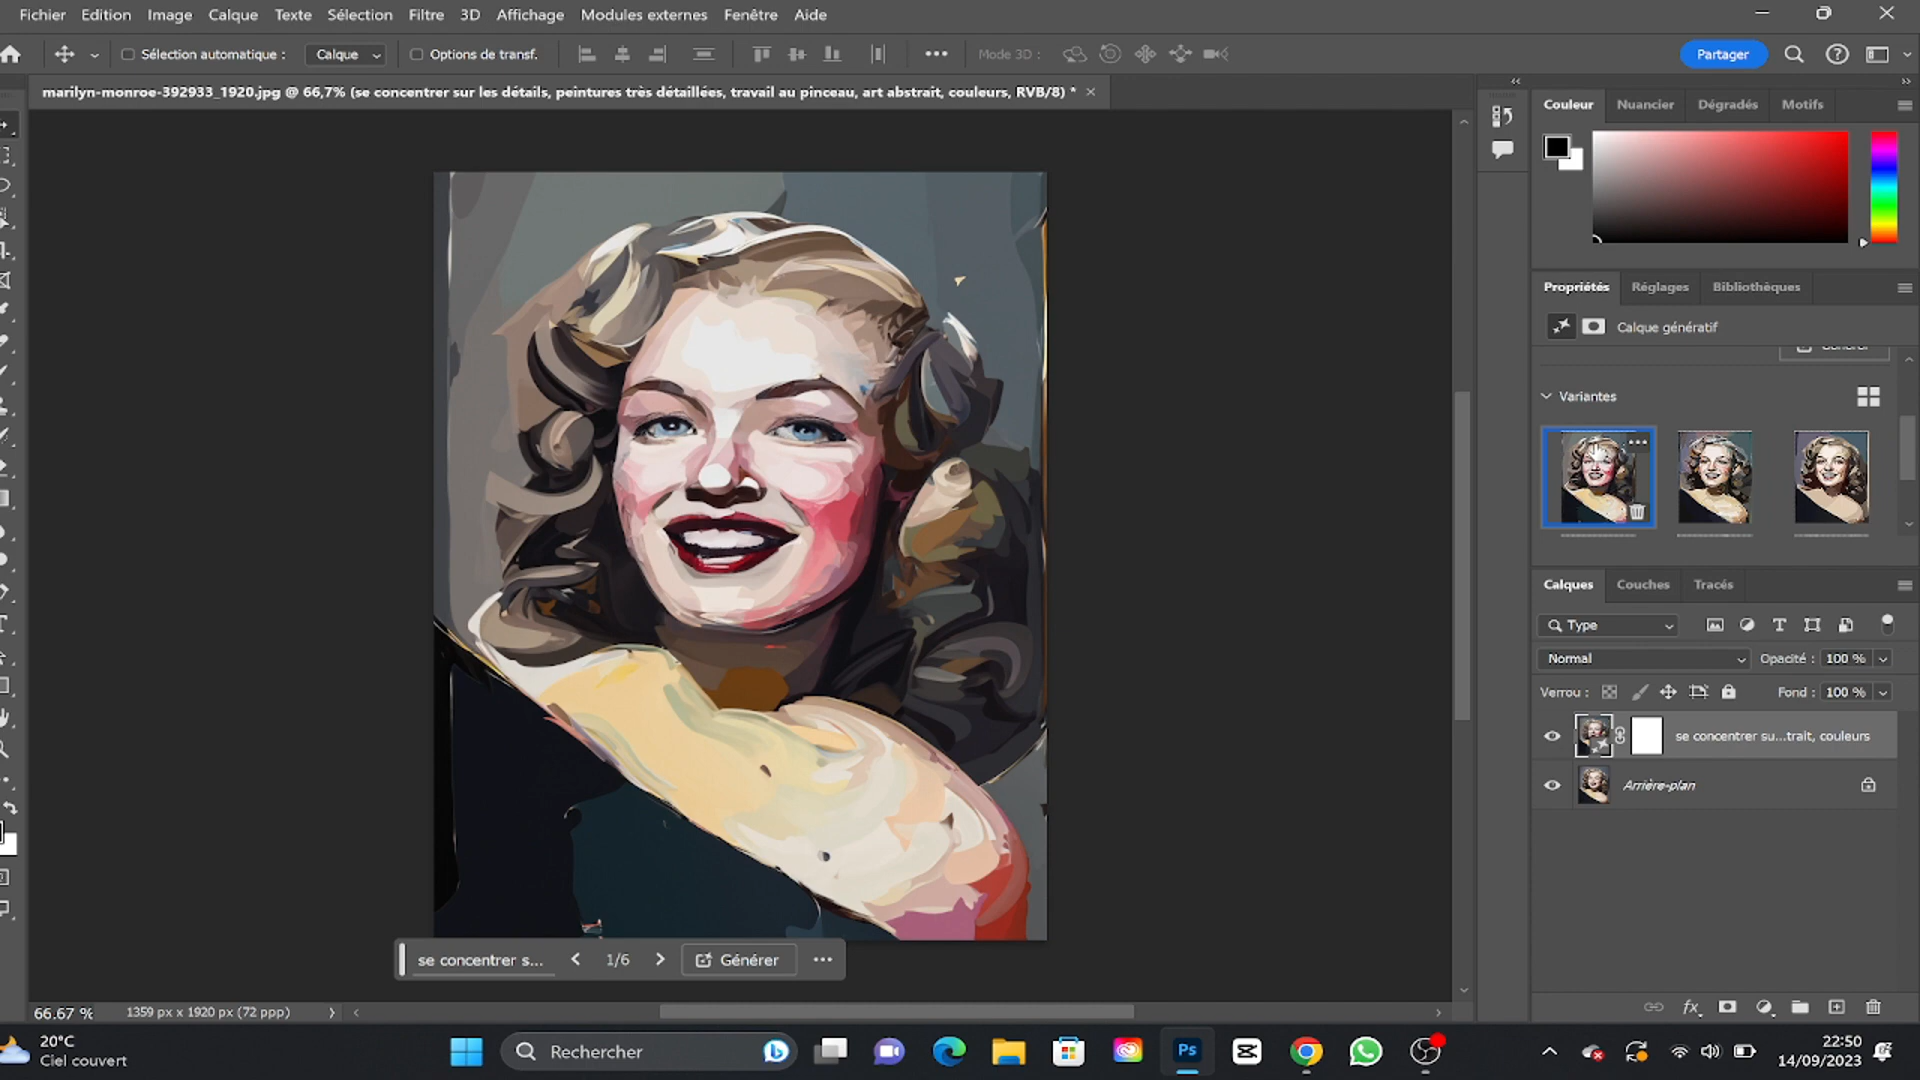 Fichier Edition Image Calque Texte Sélection Filtre 3D Affichage Modules externes Fenêtre Aide
Sélection automatique : Calque Options de transf. Mode 3D : Partager
marilyn-monroe-392933_1920.jpg @ 66,7% (se concentrer sur les détails, peintures très détaillées, travail au pinceau, art abstrait, couleurs, RVB/8) *
Couleur Nuancier Dégradés Motifs
Propriétés Réglages Bibliothèques
Calque génératif
Variantes
Calques Couches Tracés
Type
Normal Opacité : 100 %
Verrou : Fond : 100 %
se concentrer su...trait, couleurs
Arrière-plan
se concentrer s... 1/6 Générer
66.67 % 1359 px x 1920 px (72 ppp)
20°C
Ciel couvert
Rechercher
Ps
22:50
14/09/2023